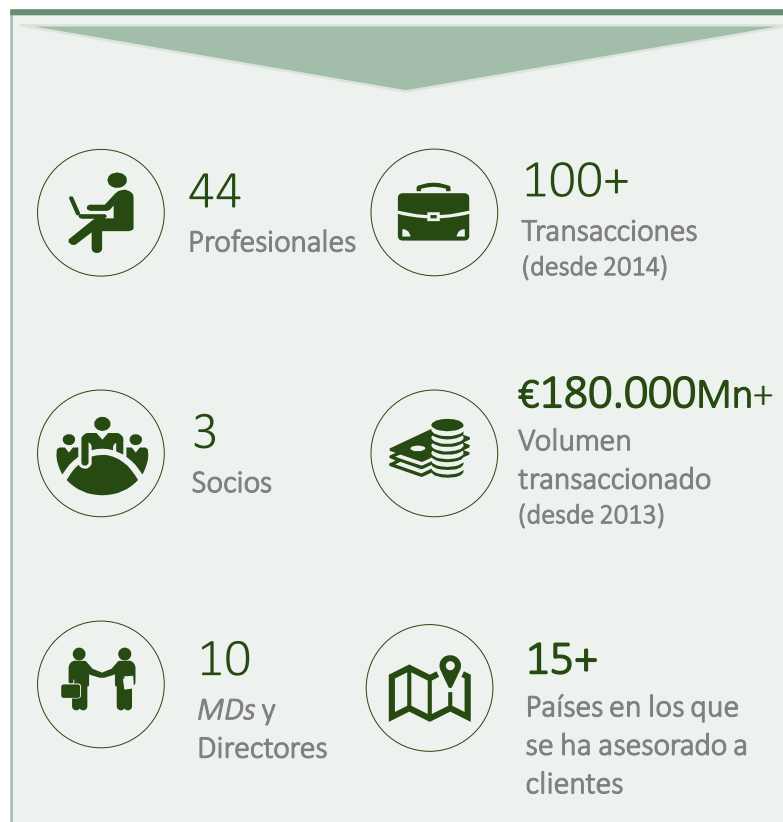 44
Profesionales
100+
Transacciones
(desde 2014)
3
Socios
€180.000Mn+
Volumen
transaccionado
(desde 2013)
10
MDs y
Directores
15+
Países en los que
se ha asesorado a
clientes